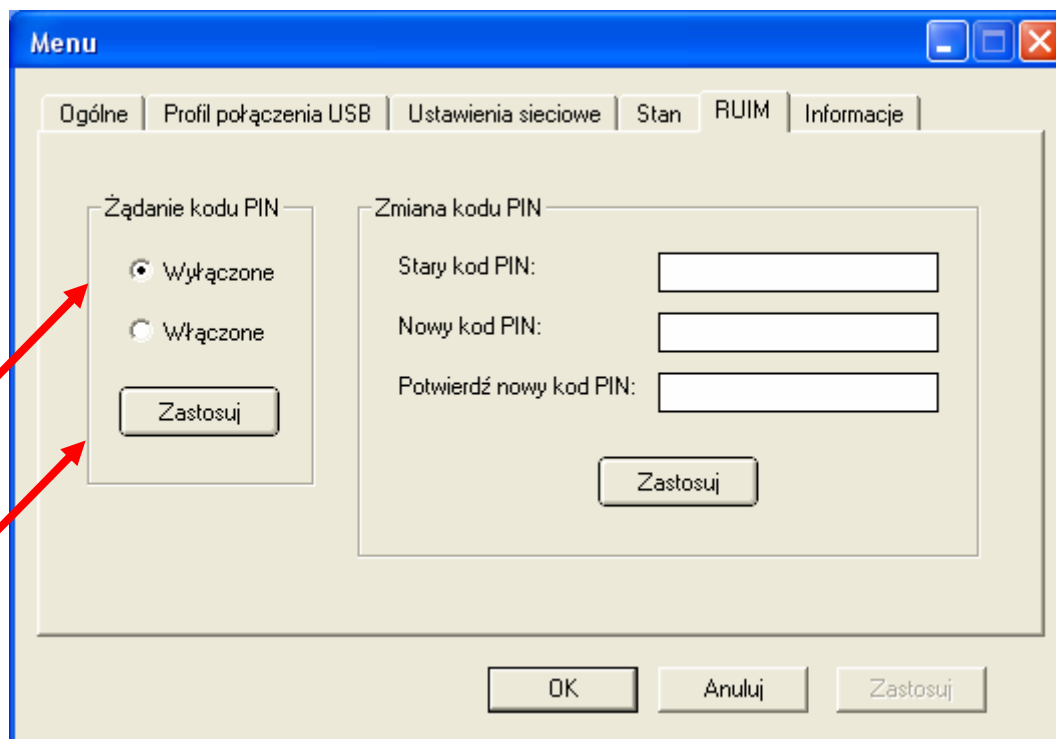 Menu
Ogólne Profil połączenia USB Ustawienia sieciowe Stan RUIM Informacje
Żądanie kodu PIN
Wyłączone
Włączone
Zastosuj
Zmiana kodu PIN
Stary kod PIN:
Nowy kod PIN:
Potwierdź nowy kod PIN:
Zastosuj
OK Anuluj Zastosuj